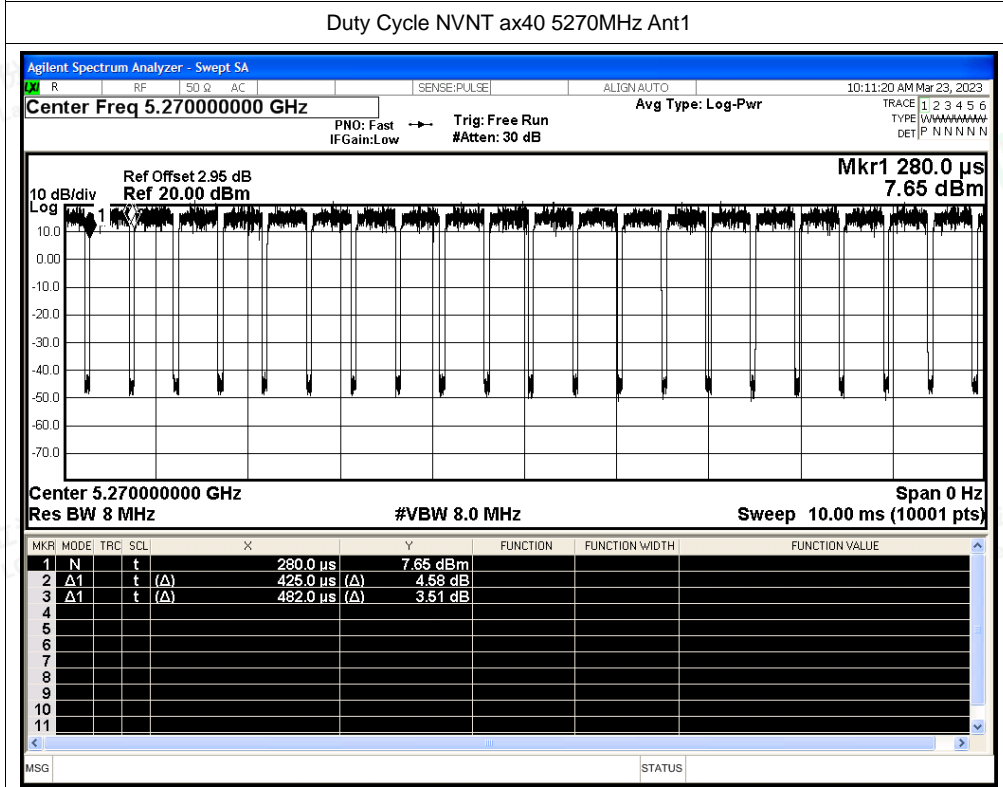 Duty Cycle NVNT ax40 5270MHz Ant1
Agilent Spectrum Analyzer - Swept SA
LXI R RF 50 Ω AC SENSE:PULSE ALIGN AUTO 10:11:20 AM Mar 23, 2023
Center Freq 5.270000000 GHz Avg Type: Log-Pwr TRACE 1 2 3 4 5 6
PNO: Fast Trig: Free Run TYPE W
IFGain:Low #Atten: 30 dB DET P N N N N N
Mkr1 280.0 µs
Ref Offset 2.95 dB
10 dB/div Ref 20.00 dBm 7.65 dBm
Log
1
10.0
0.00
-10.0
-20.0
-30.0
-40.0
-50.0
-60.0
-70.0
Center 5.270000000 GHz Span 0 Hz
Res BW 8 MHz #VBW 8.0 MHz Sweep 10.00 ms (10001 pts)
MKR MODE TRC SCL X Y FUNCTION FUNCTION WIDTH FUNCTION VALUE
1 N t 280.0 µs 7.65 dBm
2 Δ1 t (Δ) 425.0 µs (Δ) 4.58 dB
3 Δ1 t (Δ) 482.0 µs (Δ) 3.51 dB
4
5
6
7
8
9
10
11
MSG STATUS